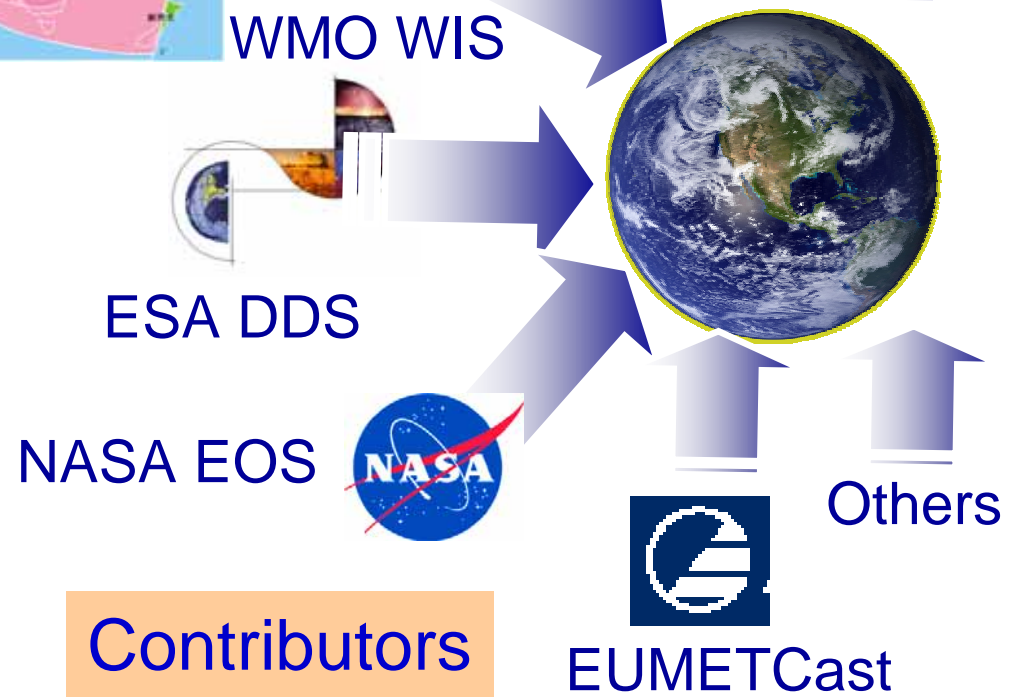 WMO WIS
ESA DDS
NASA EOS
NASA
Others
Contributors
EUMETCast